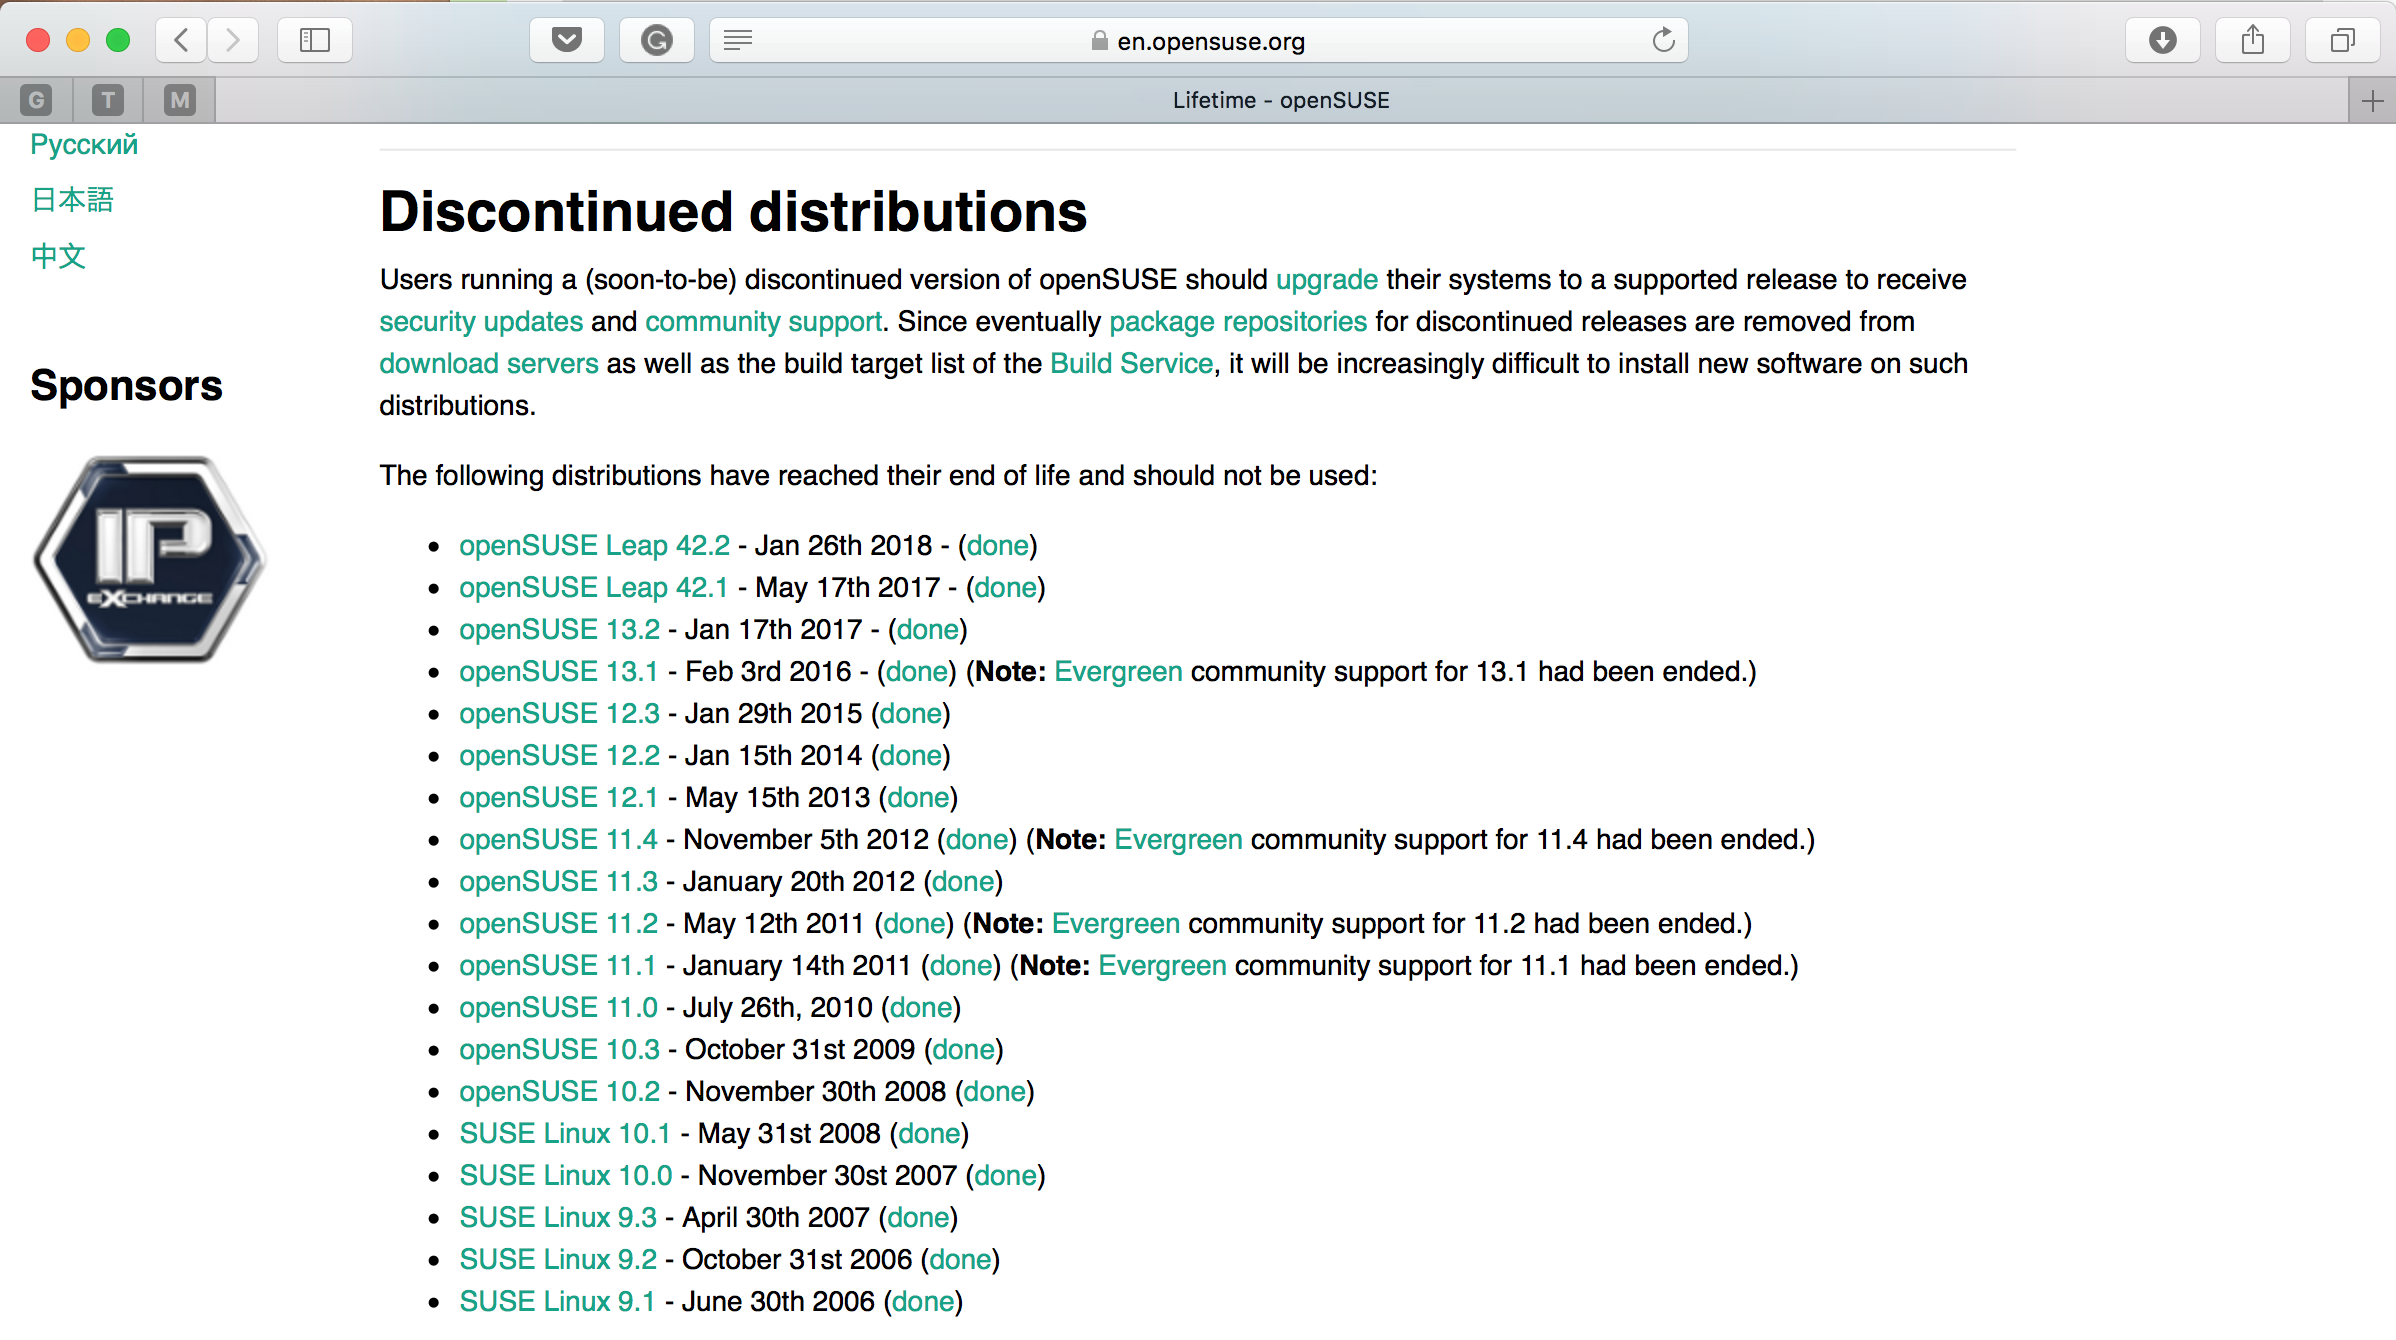 en.opensuse.org
G
T
M
Lifetime - openSUSE
Русский
日本語
中文
Sponsors
IP
eXCHANGE
Discontinued distributions
Users running a (soon-to-be) discontinued version of openSUSE should upgrade their systems to a supported release to receive
security updates and community support. Since eventually package repositories for discontinued releases are removed from
download servers as well as the build target list of the Build Service, it will be increasingly difficult to install new software on such
distributions.
The following distributions have reached their end of life and should not be used:
• openSUSE Leap 42.2 - Jan 26th 2018 - (done)
• openSUSE Leap 42.1 - May 17th 2017 - (done)
• openSUSE 13.2 - Jan 17th 2017 - (done)
• openSUSE 13.1 - Feb 3rd 2016 - (done) (Note: Evergreen community support for 13.1 had been ended.)
• openSUSE 12.3 - Jan 29th 2015 (done)
• openSUSE 12.2 - Jan 15th 2014 (done)
• openSUSE 12.1 - May 15th 2013 (done)
• openSUSE 11.4 - November 5th 2012 (done) (Note: Evergreen community support for 11.4 had been ended.)
• openSUSE 11.3 - January 20th 2012 (done)
• openSUSE 11.2 - May 12th 2011 (done) (Note: Evergreen community support for 11.2 had been ended.)
• openSUSE 11.1 - January 14th 2011 (done) (Note: Evergreen community support for 11.1 had been ended.)
• openSUSE 11.0 - July 26th, 2010 (done)
• openSUSE 10.3 - October 31st 2009 (done)
• openSUSE 10.2 - November 30th 2008 (done)
• SUSE Linux 10.1 - May 31st 2008 (done)
• SUSE Linux 10.0 - November 30st 2007 (done)
• SUSE Linux 9.3 - April 30th 2007 (done)
• SUSE Linux 9.2 - October 31st 2006 (done)
• SUSE Linux 9.1 - June 30th 2006 (done)